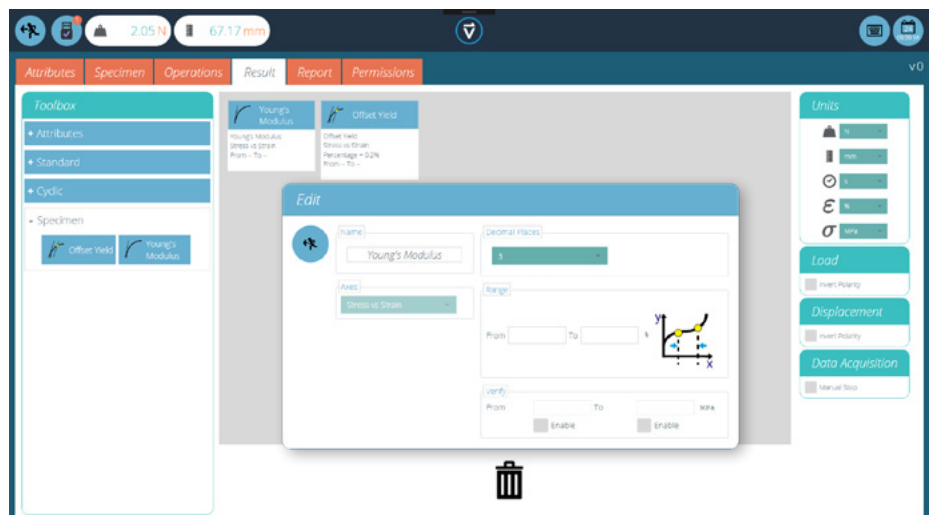 2.05 N
67.17 mm
Attributes
Specimen
Operations
Result
Report
Permissions
v0
Toolbox
+ Attributes
+ Standard
+ Cyclic
- Specimen
Offset Yield
Young's
Modulus
Young's
Modulus
Young's Modulus
Stress vs Strain
From -- To --
Offset Yield
Offset Yield
Stress vs Strain
Percentage = 0.2%
From -- To --
Edit
Name
Young's Modulus
Axes
Stress vs Strain
Decimal Places
3
Range
From
To
%
y
x
Verify
From
To
MPa
Enable
Enable
Units
N
mm
s
ε
%
σ
MPa
Load
Invert Polarity
Displacement
Invert Polarity
Data Acquisition
Manual Stop